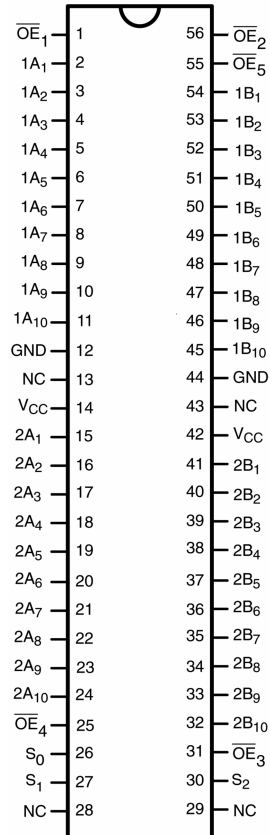 O̅E̅₁ 1 56 O̅E̅₂
1A₁ 2 55 O̅E̅₅
1A₂ 3 54 1B₁
1A₃ 4 53 1B₂
1A₄ 5 52 1B₃
1A₅ 6 51 1B₄
1A₆ 7 50 1B₅
1A₇ 8 49 1B₆
1A₈ 9 48 1B₇
1A₉ 10 47 1B₈
1A₁₀ 11 46 1B₉
GND 12 45 1B₁₀
NC 13 44 GND
VCC 14 43 NC
2A₁ 15 42 VCC
2A₂ 16 41 2B₁
2A₃ 17 40 2B₂
2A₄ 18 39 2B₃
2A₅ 19 38 2B₄
2A₆ 20 37 2B₅
2A₇ 21 36 2B₆
2A₈ 22 35 2B₇
2A₉ 23 34 2B₈
2A₁₀ 24 33 2B₉
O̅E̅₄ 25 32 2B₁₀
S₀ 26 31 O̅E̅₃
S₁ 27 30 S₂
NC 28 29 NC